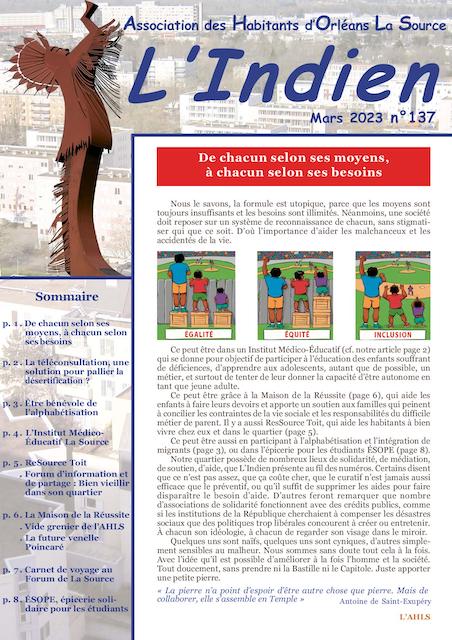 Association des Habitants d'Orléans La Source
L'Indien
Mars 2023 n°137
De chacun selon ses moyens,
à chacun selon ses besoins
Nous le savons, la formule est utopique, parce que les moyens sont
toujours insuffisants et les besoins sont illimités. Néanmoins, une société
doit reposer sur un système de reconnaissance de chacun, sans stigmati-
ser qui que ce soit. D'où l'importance d'aider les malchanceux et les
accidentés de la vie.
ÉGALITÉ
ÉQUITÉ
INCLUSION
Ce peut être dans un Institut Médico-Éducatif (cf. notre article page 2)
qui se donne pour objectif de participer à l'éducation des enfants souffrant
de déficiences, d'apprendre aux adolescents, autant que de possible, un
métier, et surtout de tenter de leur donner la capacité d'être autonome en
tant que jeune adulte.
Ce peut être grâce à la Maison de la Réussite (page 6), qui aide les
enfants à faire leurs devoirs et apporte un soutien aux familles qui peinent
à concilier les contraintes de la vie sociale et les responsabilités du difficile
métier de parent. Il y a aussi ResSource Toit, qui aide les habitants à bien
vivre chez eux et dans le quartier (page 5).
Ce peut être aussi en participant à l'alphabétisation et l'intégration de
migrants (page 3), ou dans l'épicerie pour les étudiants ÉSOPE (page 8).
Notre quartier possède de nombreux lieux de solidarité, de médiation,
de soutien, d'aide, que L'Indien présente au fil des numéros. Certains disent
que ce n'est pas assez, que ça coûte cher, que le curatif n'est jamais aussi
efficace que le préventif, ou qu'il suffit de supprimer les aides pour faire
disparaître le besoin d'aide. D'autres feront remarquer que nombre
d'associations de solidarité fonctionnent avec des crédits publics, comme
si les institutions de la République cherchaient à compenser les désastres
sociaux que des politiques trop libérales concourent à créer ou entretenir.
À chacun son idéologie, à chacun de regarder son visage dans le miroir.
Quelques uns sont naïfs, quelques uns sont cyniques, d'autres simple-
ment sensibles au malheur. Nous sommes sans doute tout cela à la fois.
Avec l'idée qu'il est possible d'améliorer à la fois l'homme et la société.
Tout doucement, sans prendre ni la Bastille ni le Capitole. Juste apporter
une petite pierre.
« La pierre n'a point d'espoir d'être autre chose que pierre. Mais de
collaborer, elle s'assemble en Temple »
Antoine de Saint-Exupéry
L'AHLS
Sommaire
p. 1 . De chacun selon ses
moyens, à chacun selon
ses besoins
p. 2 . La téléconsultation, une
solution pour pallier la
désertification ?
p. 3 . Être bénévole de
l'alphabétisation
p. 4 . L'Institut Médico-
Éducatif La Source
p. 5 . ReSource Toit
. Forum d'information et
de partage : Bien vieillir
dans son quartier
p. 6. La Maison de la Réussite
. Vide grenier de l'AHLS
. La future venelle
Poincaré
p. 7. Carnet de voyage au
Forum de La Source
p. 8. ÉSOPE, épicerie soli-
daire pour les étudiants